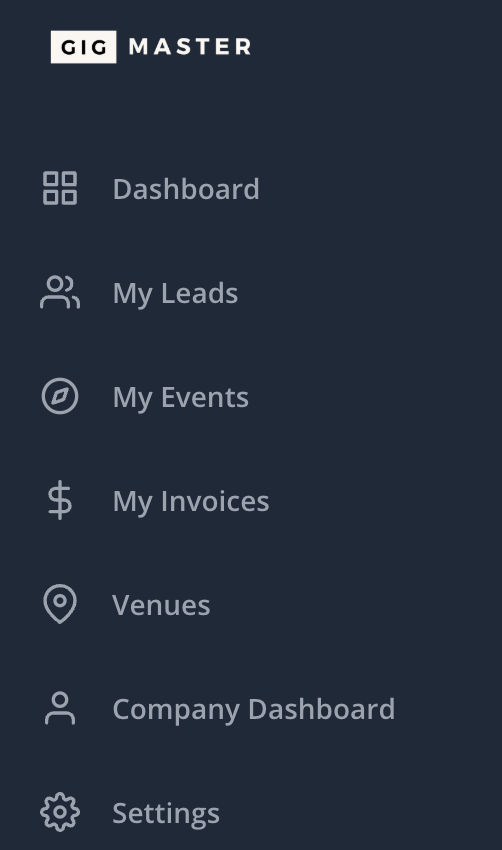 GIG MASTER
Dashboard
My Leads
My Events
My Invoices
Venues
Company Dashboard
Settings